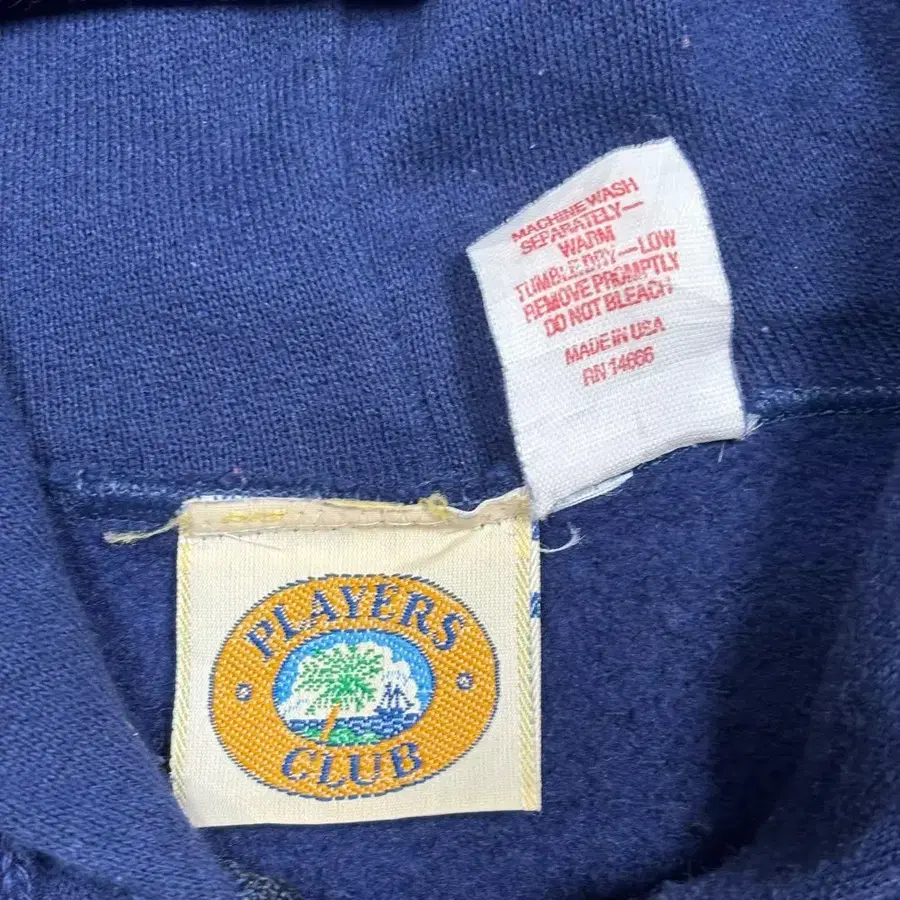 MACHINE WASH
SEPARATELY—
WARM
TUMBLE DRY—LOW
REMOVE PROMPTLY
DO NOT BLEACH
MADE IN USA
RN 14666
PLAYERS
CLUB